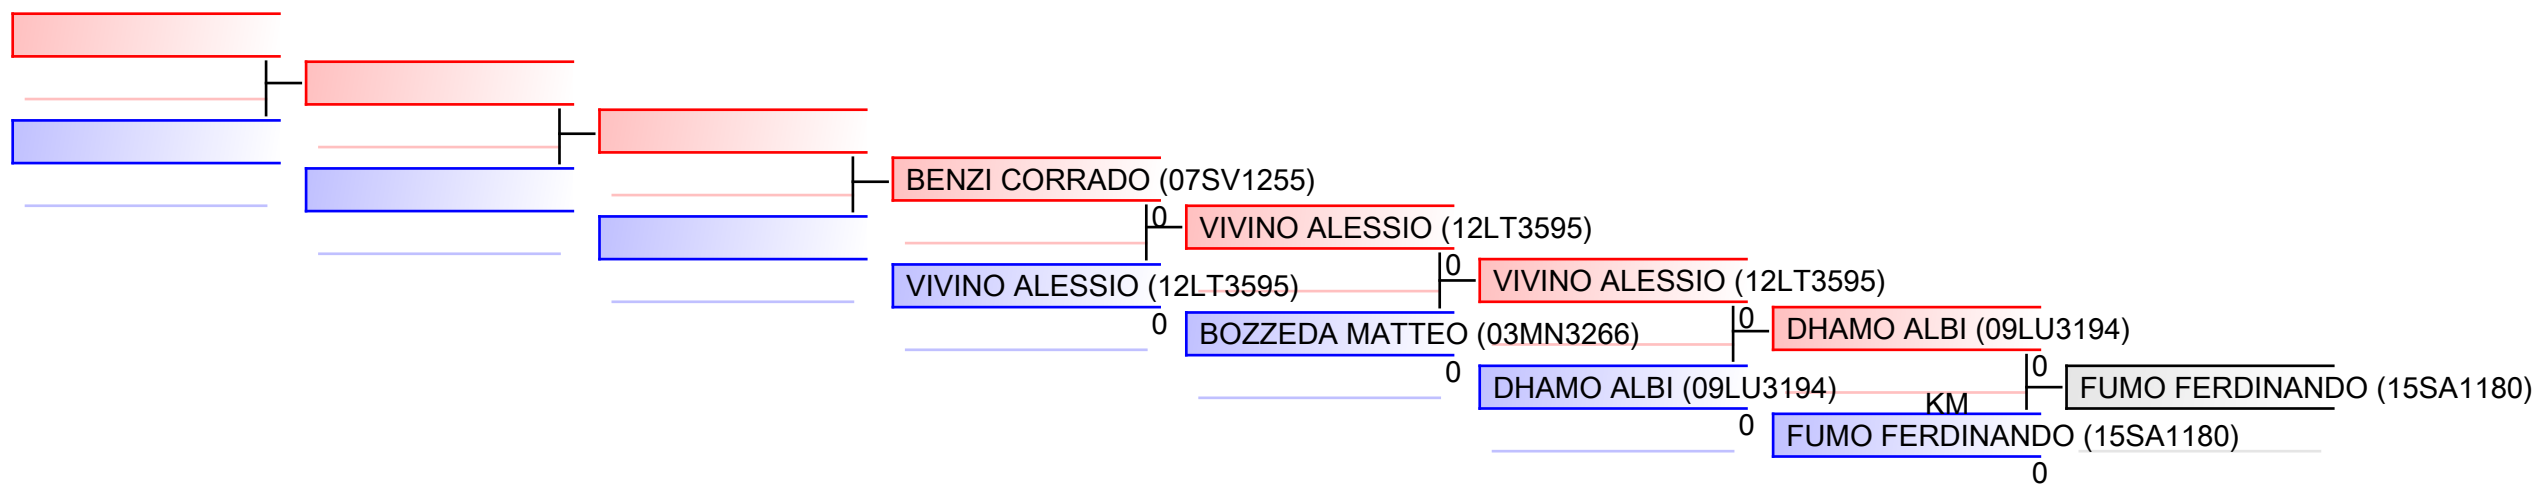 BENZI CORRADO (07SV1255)
0
VIVINO ALESSIO (12LT3595)
VIVINO ALESSIO (12LT3595)
0
0
VIVINO ALESSIO (12LT3595)
BOZZEDA MATTEO (03MN3266)
0
0
DHAMO ALBI (09LU3194)
DHAMO ALBI (09LU3194)
0
0
FUMO FERDINANDO (15SA1180)
KM
FUMO FERDINANDO (15SA1180)
0